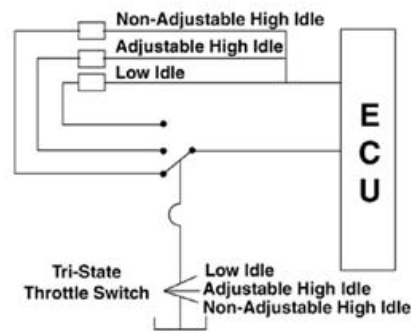 Non-Adjustable High Idle
Adjustable High Idle
Low Idle
ECU
Tri-State
Throttle Switch
Low Idle
Adjustable High Idle
Non-Adjustable High Idle